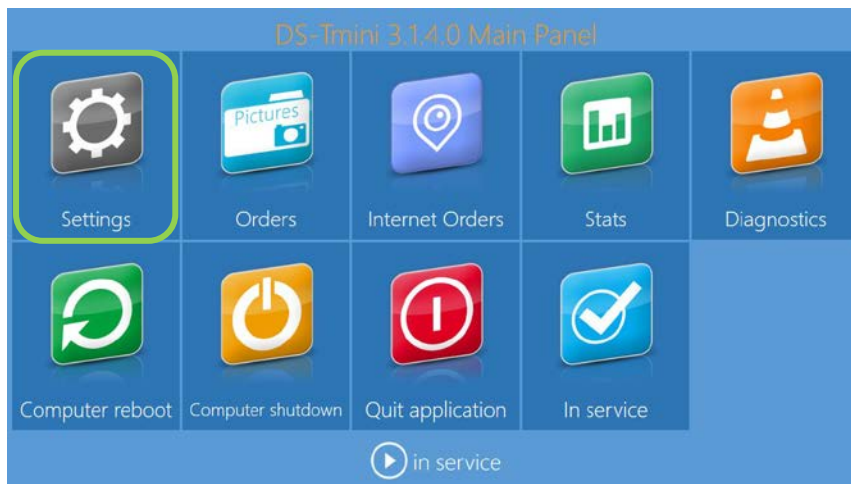 DS-Tmini 3.1.4.0 Main Panel
Pictures
Settings
Orders
Internet Orders
Stats
Diagnostics
Computer reboot
Computer shutdown
Quit application
In service
in service